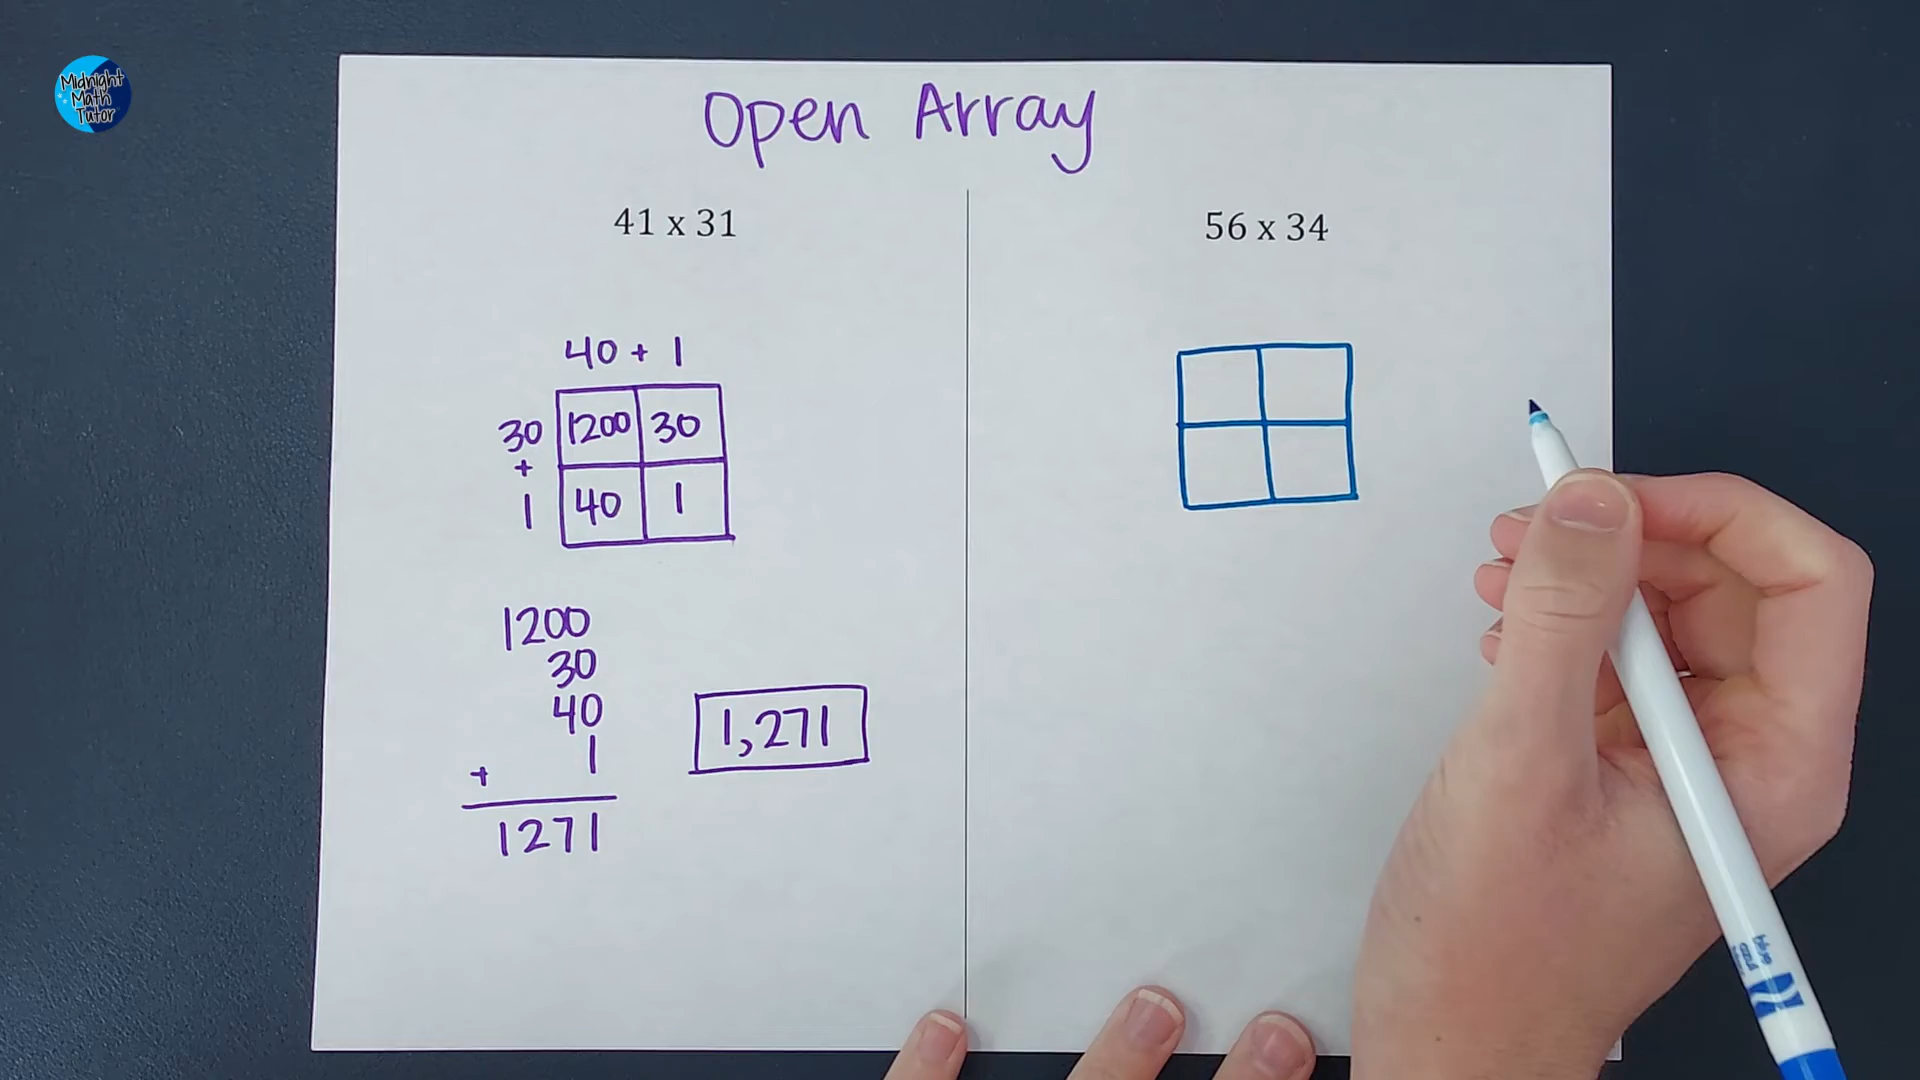 Midnight
Math
Tutor
Open Array
41 x 31
40 + 1
30
+
1
1200 30
40 1
1200
30
40
+ 1
1271
1,271
56 x 34